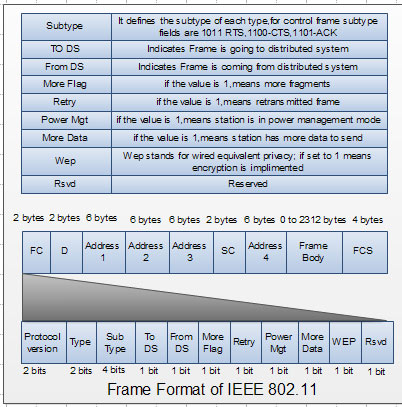 Subtype
It defines the subtype of each type,for control frame subtype
fields are 1011 RTS,1100-CTS,1101-ACK
TO DS
Indicates Frame is going to distributed system
From DS
Indicates Frame is coming from distributed system
More Flag
if the value is 1,means more fragments
Retry
if the value is 1,means retransmitted frame
Power Mgt
if the value is 1,means station is in power management mode
More Data
if the value is 1,means station has more data to send
Wep
Wep stands for wired equivalent privacy; if set to 1 means
encryption is implimented
Rsvd
Reserved
2 bytes 2 bytes 6 bytes 6 bytes 6 bytes 2 bytes 6 bytes 0 to 2312 bytes 4 bytes
FC
D
Address
1
Address
2
Address
3
SC
Address
4
Frame
Body
FCS
Protocol
version
Type
Sub
Type
To
DS
From
DS
More
Flag
Retry
Power
Mgt
More
Data
WEP
Rsvd
2 bits 2 bits 4 bits 1 bit 1 bit 1 bit 1 bit 1 bit 1 bit 1 bit 1 bit
Frame Format of IEEE 802.11